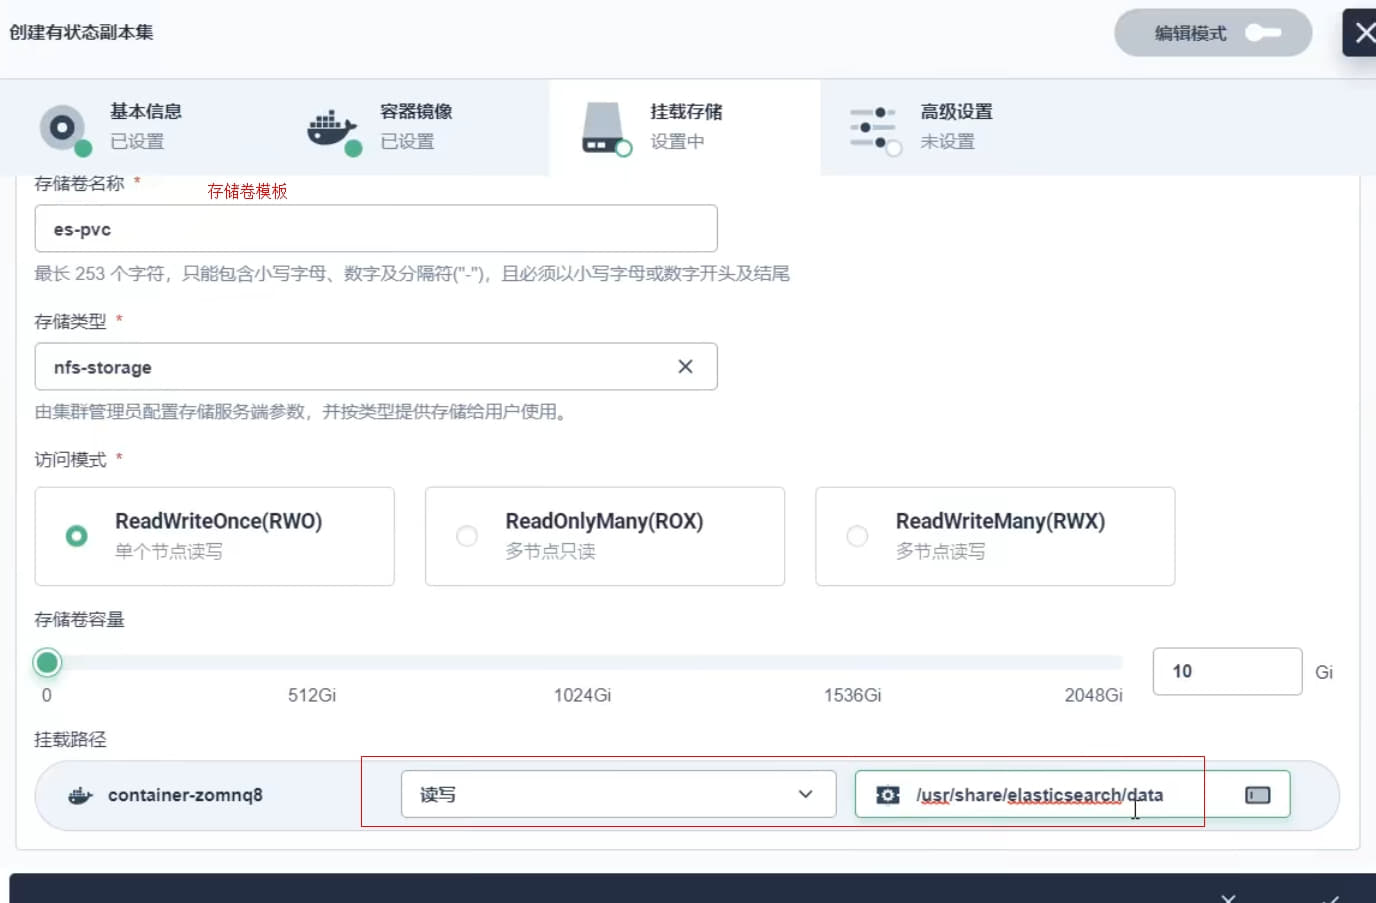 创建有状态副本集
编辑模式
基本信息
已设置
容器镜像
已设置
挂载存储
设置中
高级设置
未设置
存储卷名称 *
存储卷模板
es-pvc
最长 253 个字符，只能包含小写字母、数字及分隔符("-")，且必须以小写字母或数字开头及结尾
存储类型 *
nfs-storage
由集群管理员配置存储服务端参数，并按类型提供存储给用户使用。
访问模式 *
ReadWriteOnce(RWO)
单个节点读写
ReadOnlyMany(ROX)
多节点只读
ReadWriteMany(RWX)
多节点读写
存储卷容量
0 512Gi 1024Gi 1536Gi 2048Gi
10 Gi
挂载路径
container-zomnq8
读写
/usr/share/elasticsearch/data